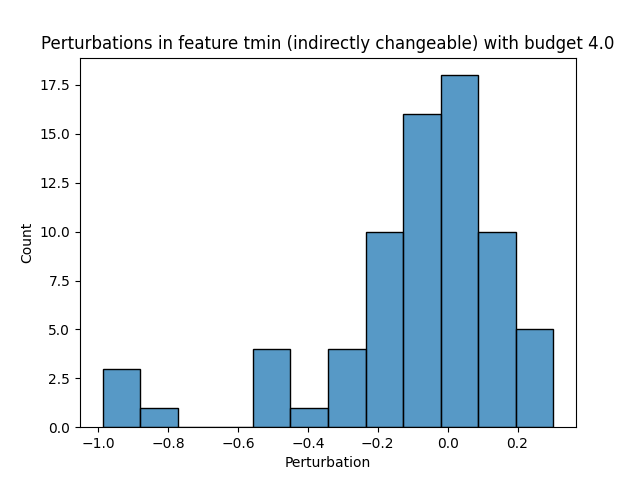 Perturbations in feature tmin (indirectly changeable) with budget 4.0
17.5
15.0
12.5
10.0
7.5
5.0
2.5
0.0
Count
−1.0 −0.8 −0.6 −0.4 −0.2 0.0 0.2
Perturbation